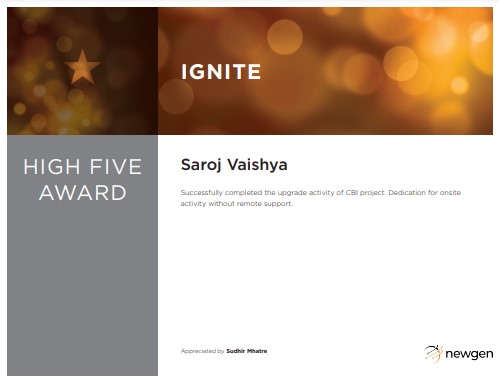 IGNITE
HIGH FIVE
AWARD
Saroj Vaishya
Successfully completed the upgrade activity of CBI project. Dedication for onsite
activity without remote support.
Appreciated by Sudhir Mhatre
newgen